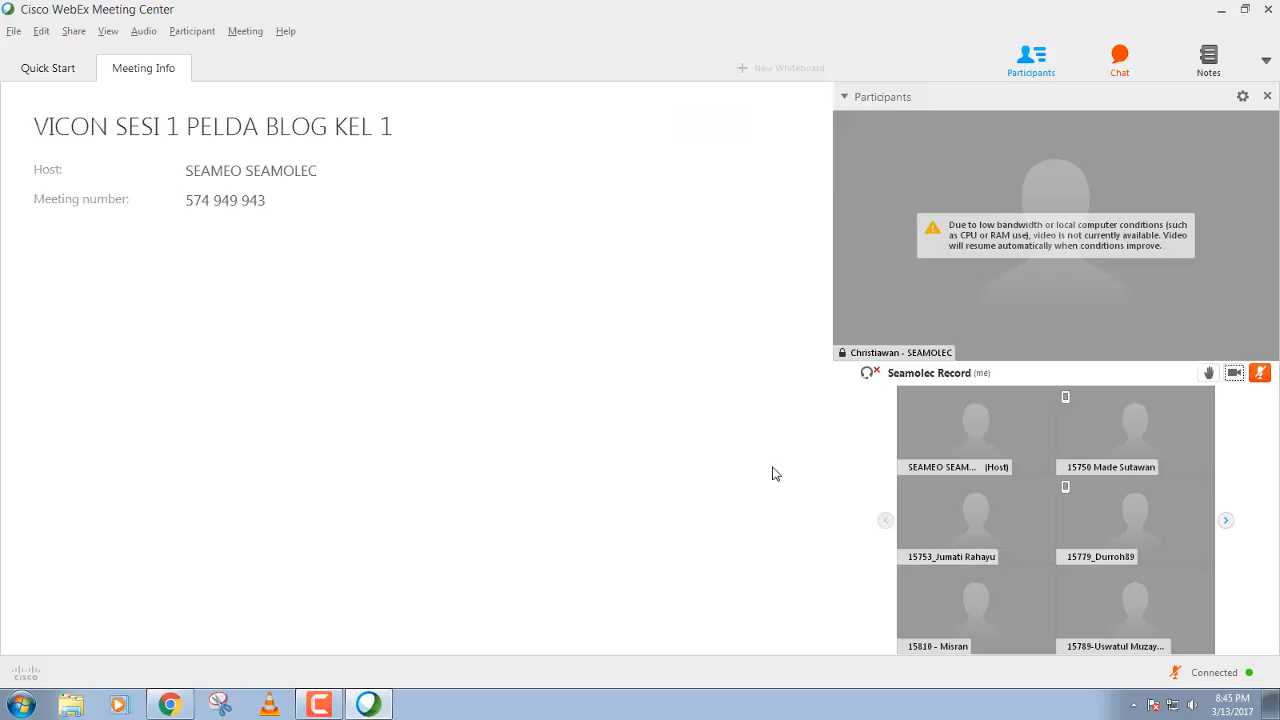 Cisco WebEx Meeting Center
File Edit Share View Audio Participant Meeting Help
Quick Start
Meeting Info
New Whiteboard
Participants
Chat
Notes
VICON SESI 1 PELDA BLOG KEL 1
Host: SEAMEO SEAMOLEC
Meeting number: 574 949 943
Participants
Due to low bandwidth or local computer conditions (such
as CPU or RAM use), video is not currently available. Video
will resume automatically when conditions improve.
Christiawan - SEAMOLEC
Seamolec Record (me)
SEAMEO SEAM... (Host)
15750 Made Sutawan
15753_Jumati Rahayu
15779_Durroh89
15810 - Misran
15789-Uswatul Muzay...
cisco
Connected
8:45 PM
3/13/2017